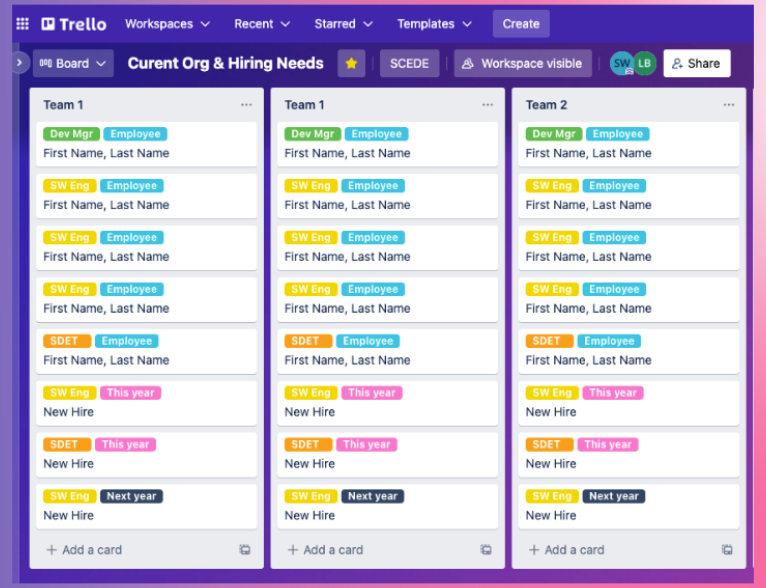 Trello Workspaces Recent Starred Templates Create
Board Curent Org & Hiring Needs SCEDE Workspace visible SW LB Share
Team 1
Dev Mgr Employee
First Name, Last Name
SW Eng Employee
First Name, Last Name
SW Eng Employee
First Name, Last Name
SW Eng Employee
First Name, Last Name
SDET Employee
First Name, Last Name
SW Eng This year
New Hire
SDET This year
New Hire
SW Eng Next year
New Hire
+ Add a card
Team 1
Dev Mgr Employee
First Name, Last Name
SW Eng Employee
First Name, Last Name
SW Eng Employee
First Name, Last Name
SW Eng Employee
First Name, Last Name
SDET Employee
First Name, Last Name
SW Eng This year
New Hire
SDET This year
New Hire
SW Eng Next year
New Hire
+ Add a card
Team 2
Dev Mgr Employee
First Name, Last Name
SW Eng Employee
First Name, Last Name
SW Eng Employee
First Name, Last Name
SW Eng Employee
First Name, Last Name
SDET Employee
First Name, Last Name
SW Eng This year
New Hire
SDET This year
New Hire
SW Eng Next year
New Hire
+ Add a card